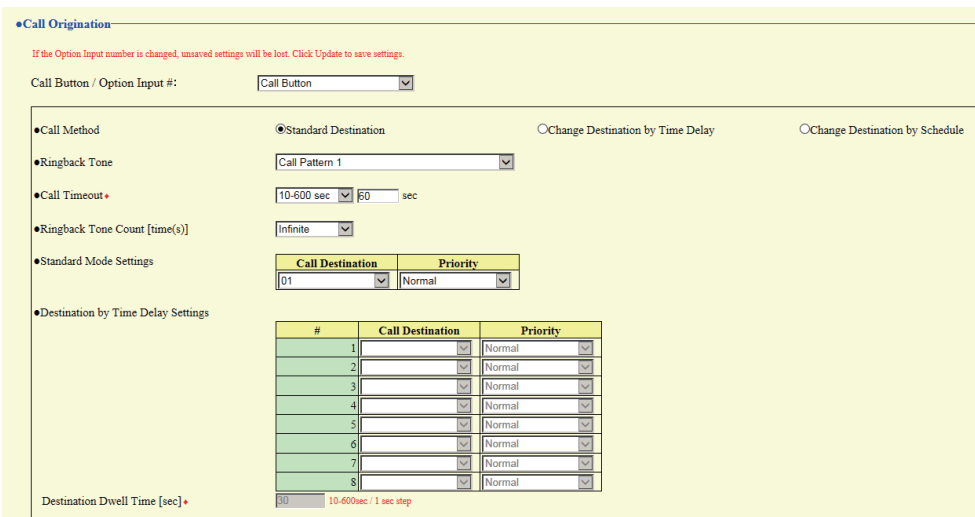 ●Call Origination
If the Option Input number is changed, unsaved settings will be lost. Click Update to save settings.
Call Button / Option Input #: Call Button
●Call Method Standard Destination Change Destination by Time Delay Change Destination by Schedule
●Ringback Tone Call Pattern 1
●Call Timeout♦ 10-600 sec 60 sec
●Ringback Tone Count [time(s)] Infinite
●Standard Mode Settings Call Destination Priority
01 Normal
●Destination by Time Delay Settings
# Call Destination Priority
1 Normal
2 Normal
3 Normal
4 Normal
5 Normal
6 Normal
7 Normal
8 Normal
Destination Dwell Time [sec]♦ 30 10-600sec / 1 sec step